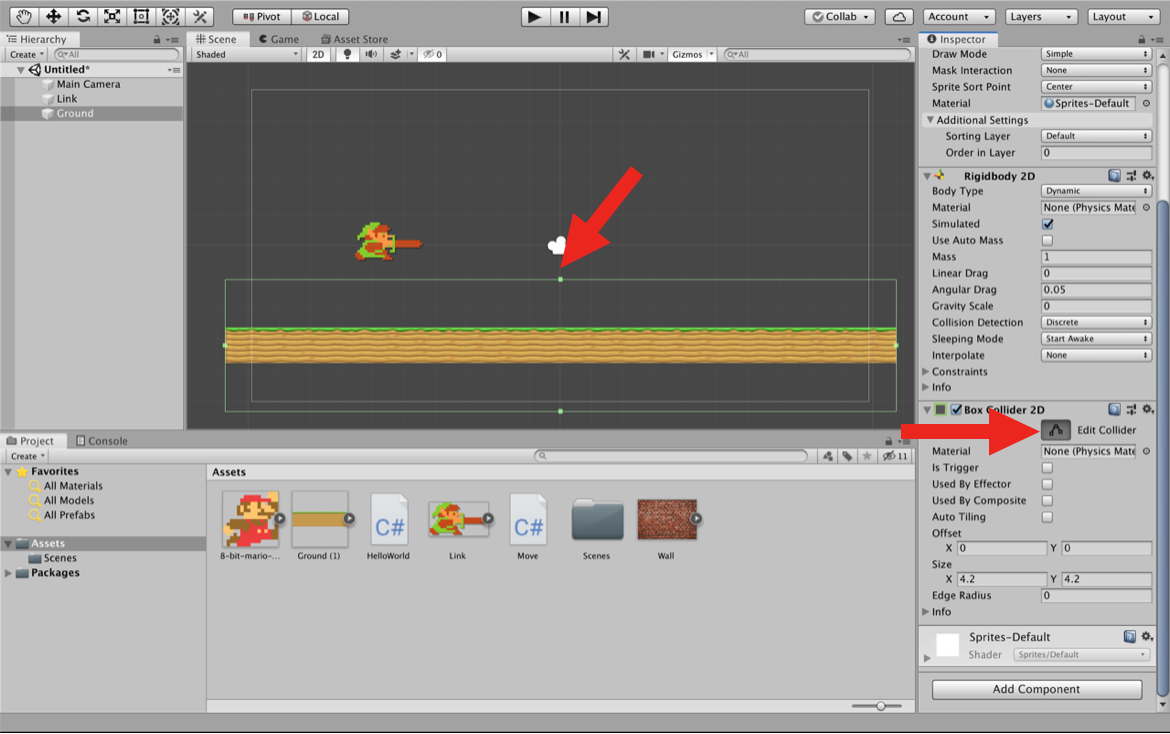 Pivot Local Collab Account Layers Layout
Hierarchy
Create All
Untitled*
Main Camera
Link
Ground
Scene Game Asset Store
Shaded 2D 0 Gizmos All
Inspector
Draw Mode Simple
Mask Interaction None
Sprite Sort Point Center
Material Sprites-Default
Additional Settings
Sorting Layer Default
Order in Layer 0
Rigidbody 2D
Body Type Dynamic
Material None (Physics Mate
Simulated
Use Auto Mass
Mass 1
Linear Drag 0
Angular Drag 0.05
Gravity Scale 0
Collision Detection Discrete
Sleeping Mode Start Awake
Interpolate None
Constraints
Info
Box Collider 2D
Edit Collider
Material None (Physics Mate
Is Trigger
Used By Effector
Used By Composite
Auto Tiling
Offset
X 0 Y 0
Size
X 4.2 Y 4.2
Edge Radius 0
Info
Sprites-Default
Shader Sprites/Default
Add Component
Project Console
Create 11
Favorites
All Materials
All Models
All Prefabs
Assets
Scenes
Packages
Assets
C# C#
8-bit-mario-... Ground (1) HelloWorld Link Move Scenes Wall